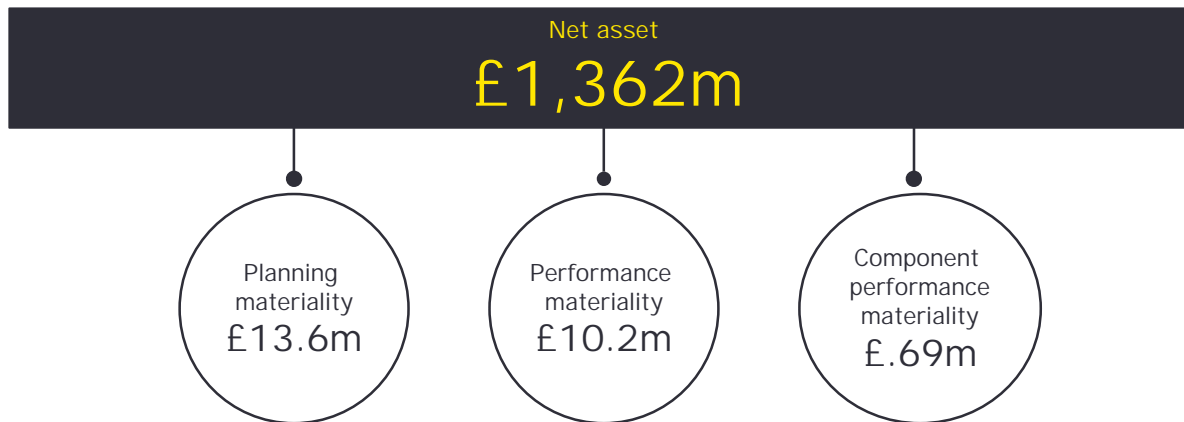 Net asset
£1,362m
Planning
materiality
£13.6m
Performance
materiality
£10.2m
Component
performance
materiality
£.69m